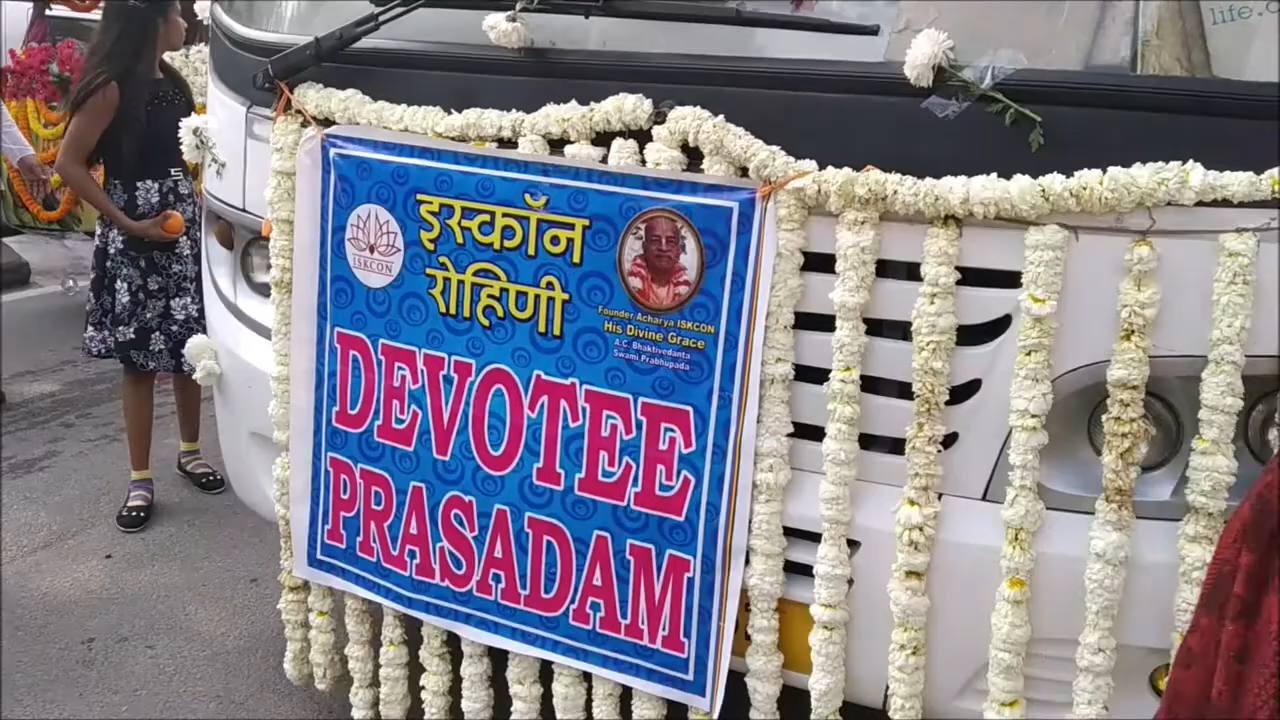 life.
ISKCON
इस्कॉन
रोहिणी
Founder Acharya ISKCON
His Divine Grace
A.C. Bhaktivedanta
Swami Prabhupada
DEVOTEE
PRASADAM